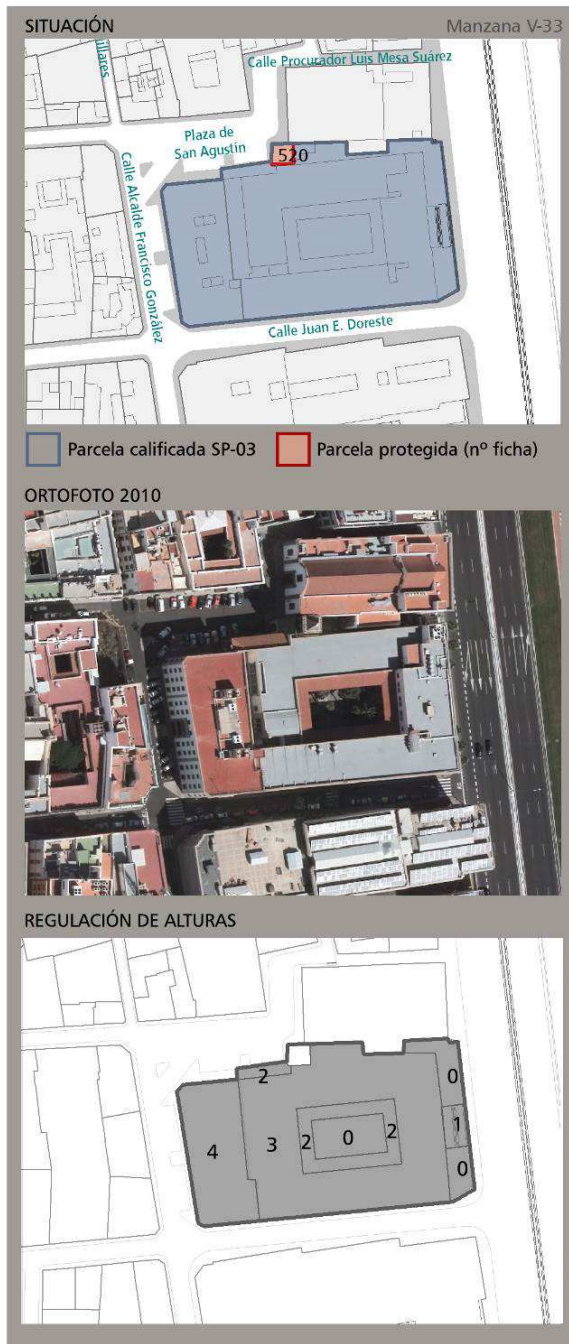 SITUACIÓN
Manzana V-33
Calle Procurador Luis Mesa Suárez
Plaza de
San Agustín
520
Calle Alcalde Francisco González
Calle Juan E. Doreste
Parcela calificada SP-03
Parcela protegida (nº ficha)
ORTOFOTO 2010
REGULACIÓN DE ALTURAS
2
0
4
3
2
0
2
1
0